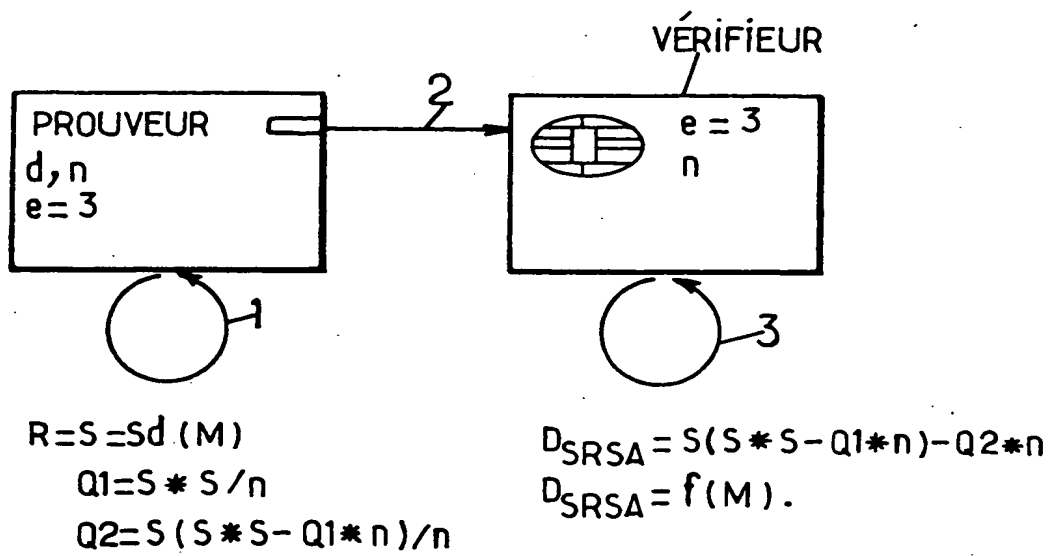 VÉRIFIEUR
2
PROUVEUR
d,n
e=3
e=3
n
1
3
R=S=Sd(M)
Q1=S*S/n
Q2=S(S*S-Q1*n)/n
DSRSA=S(S*S-Q1*n)-Q2*n
DSRSA=f(M).